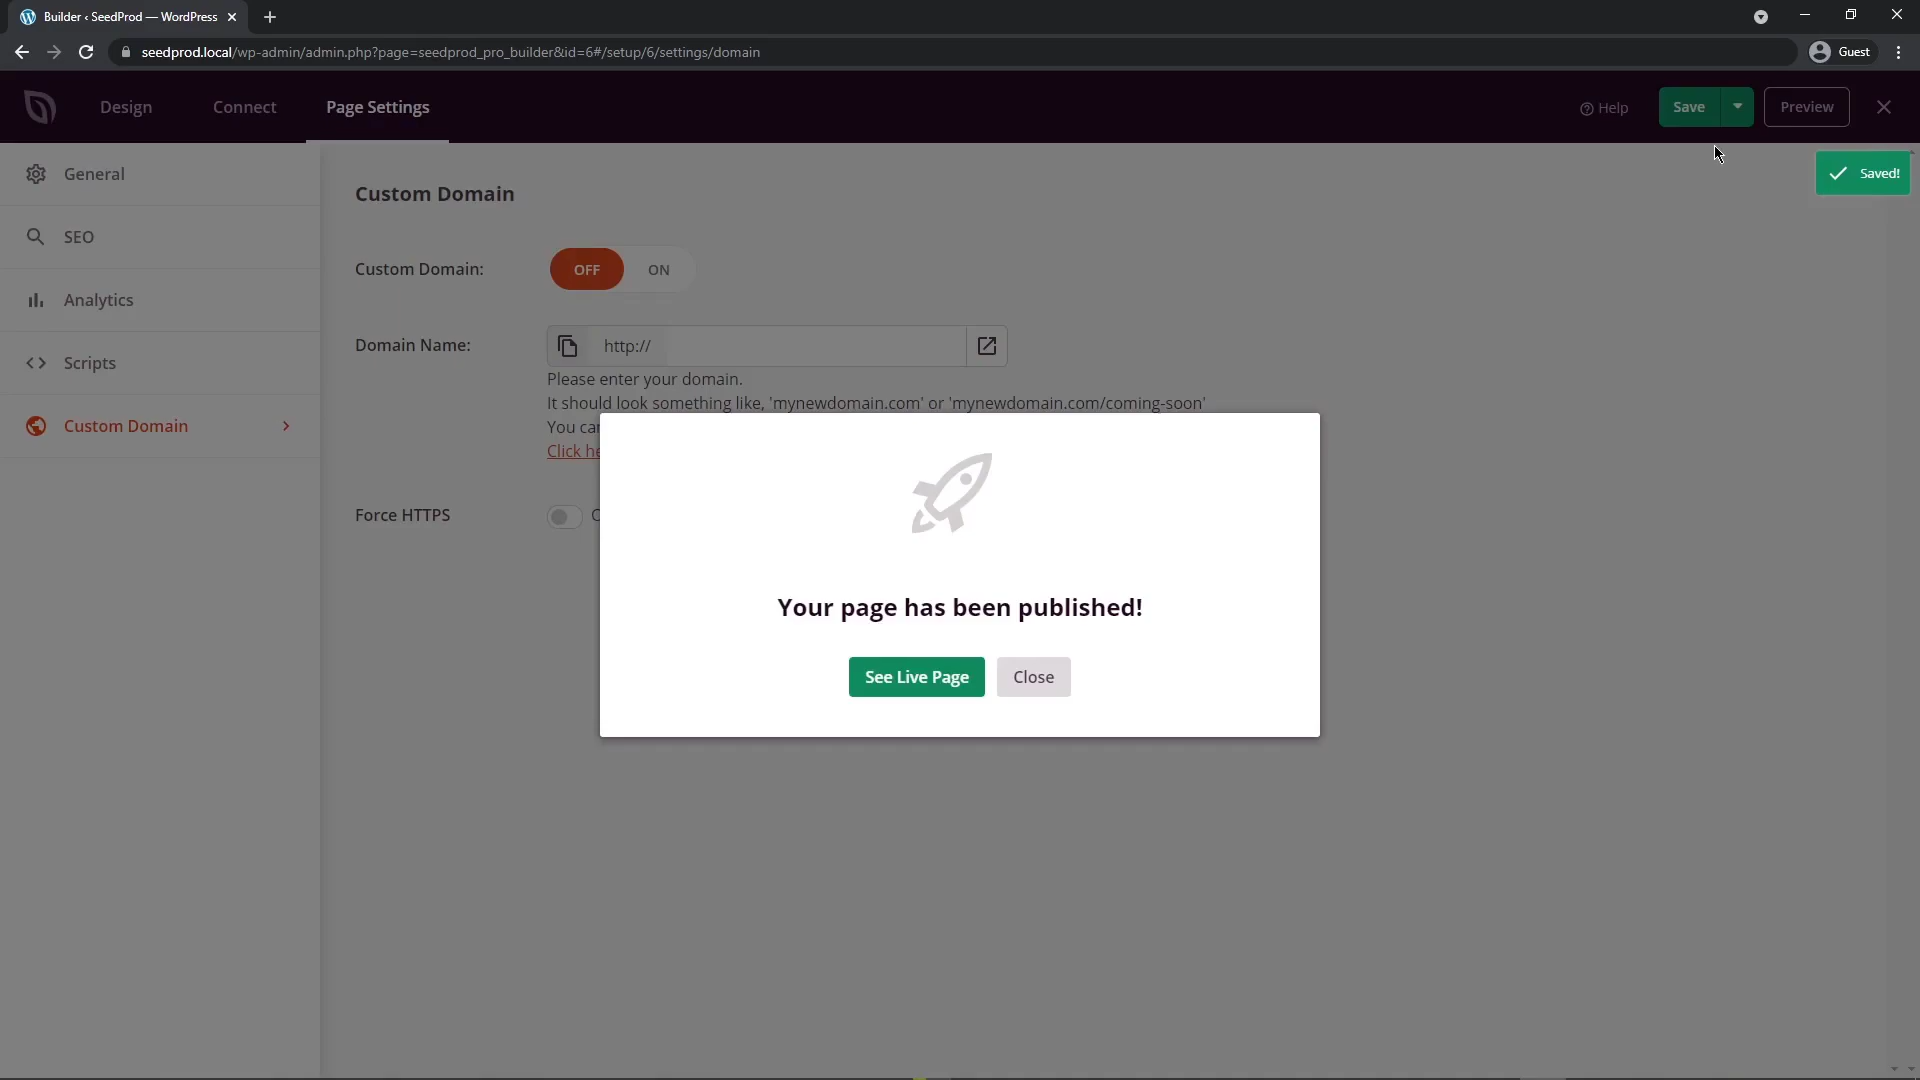 Builder ‹ SeedProd — WordPress
seedprod.local/wp-admin/admin.php?page=seedprod_pro_builder&id=6#/setup/6/settings/domain
Guest
Design
Connect
Page Settings
Help
Save
Preview
Saved!
General
SEO
Analytics
Scripts
Custom Domain
Custom Domain
Custom Domain:
OFF
ON
Domain Name:
http://
Please enter your domain.
It should look something like, 'mynewdomain.com' or 'mynewdomain.com/coming-soon'
You
Click
Force HTTPS
Your page has been published!
See Live Page
Close